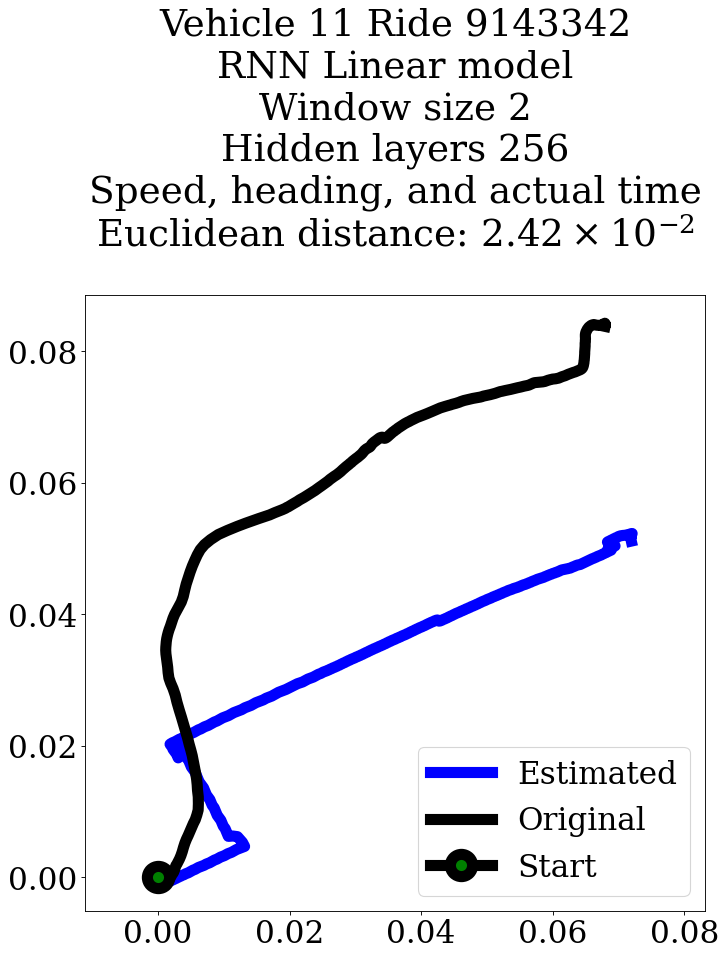 Vehicle 11 Ride 9143342
RNN Linear model
Window size 2
Hidden layers 256
Speed, heading, and actual time
Euclidean distance: 2.42 × 10⁻²
0.08
0.06
0.04
0.02
0.00
Estimated
Original
Start
0.00 0.02 0.04 0.06 0.08